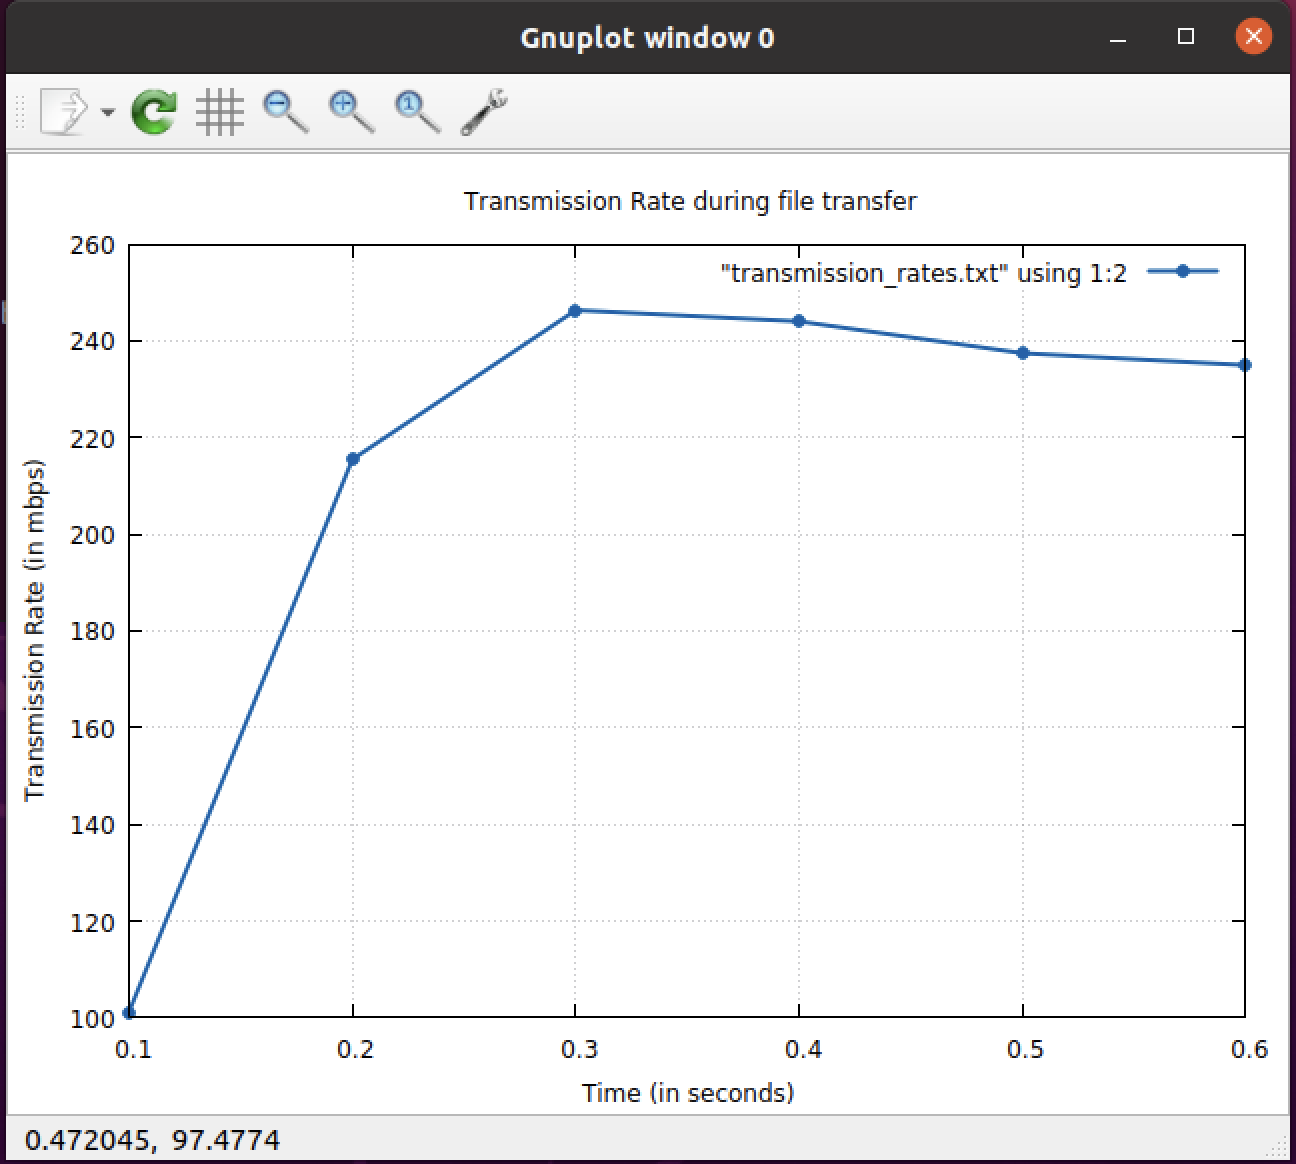 Gnuplot window 0
1
Transmission Rate during file transfer
"transmission_rates.txt" using 1:2
260
240
220
200
180
160
140
120
100
Transmission Rate (in mbps)
0.1 0.2 0.3 0.4 0.5 0.6
Time (in seconds)
0.472045, 97.4774